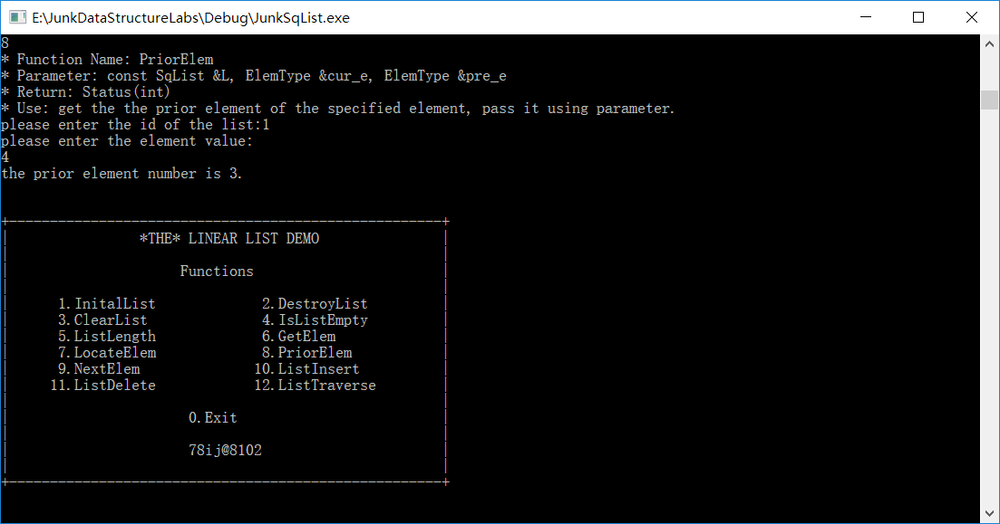 E:\JunkDataStructureLabs\Debug\JunkSqList.exe
8
* Function Name: PriorElem
* Parameter: const SqList &L, ElemType &cur_e, ElemType &pre_e
* Return: Status(int)
* Use: get the the prior element of the specified element, pass it using parameter.
please enter the id of the list:1
please enter the element value:
4
the prior element number is 3.
*THE* LINEAR LIST DEMO
Functions
1.InitalList 2.DestroyList
3.ClearList 4.IsListEmpty
5.ListLength 6.GetElem
7.LocateElem 8.PriorElem
9.NextElem 10.ListInsert
11.ListDelete 12.ListTraverse
0.Exit
78ij@8102